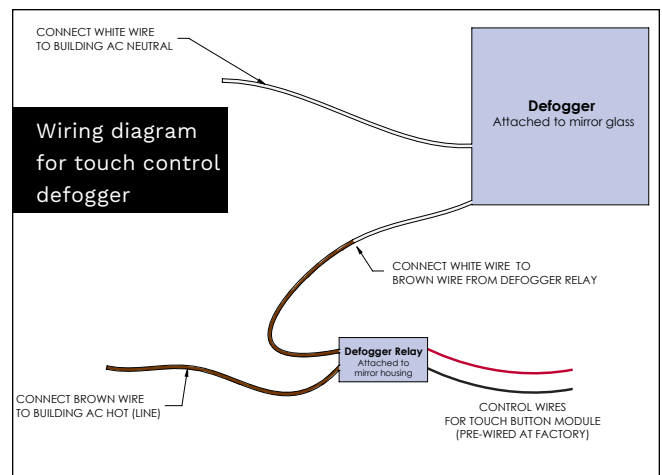 CONNECT WHITE WIRE
TO BUILDING AC NEUTRAL
Defogger
Attached to mirror glass
Wiring diagram
for touch control
defogger
CONNECT WHITE WIRE TO
BROWN WIRE FROM DEFOGGER RELAY
Defogger Relay
Attached to
mirror housing
CONNECT BROWN WIRE
TO BUILDING AC HOT (LINE)
CONTROL WIRES
FOR TOUCH BUTTON MODULE
(PRE-WIRED AT FACTORY)